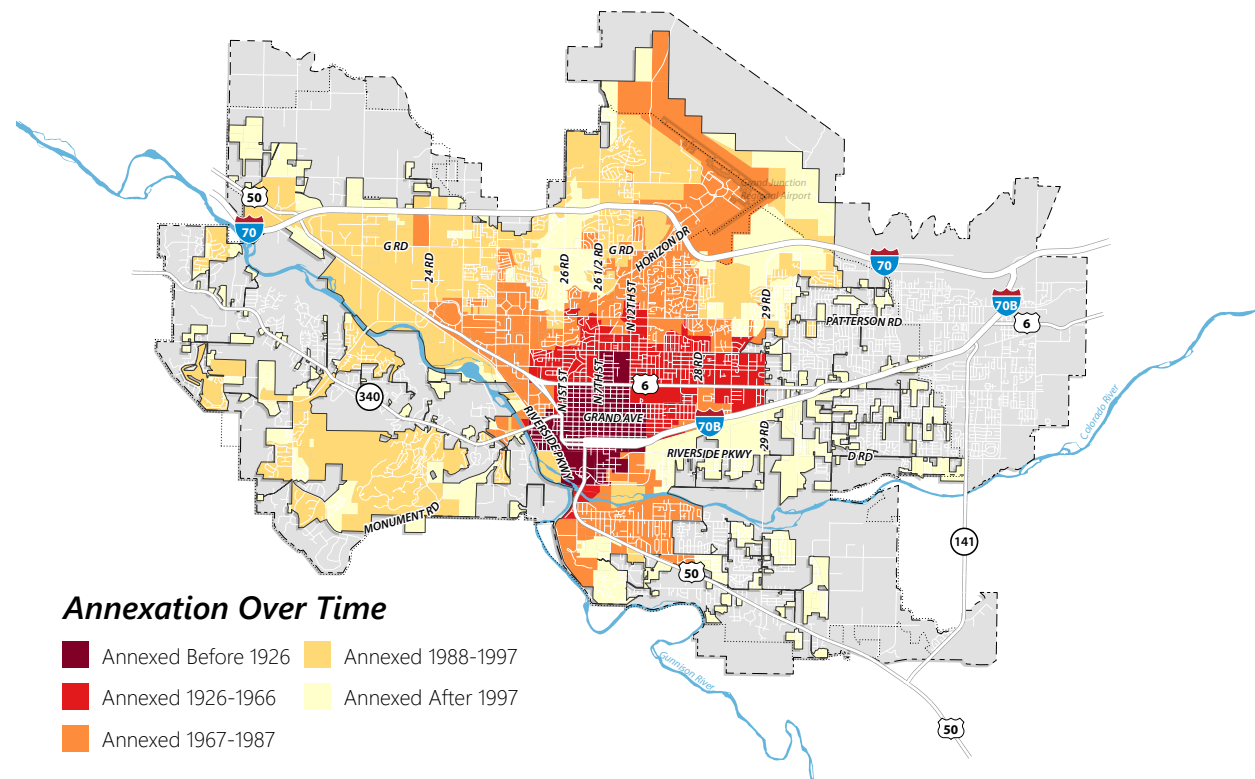 50
70
G RD
24 RD
26 RD
26 1/2 RD
G RD
HORIZON DR
Grand Junction
Regional Airport
70
70B
6
29 RD
PATTERSON RD
N 12TH ST
28 RD
340
N 1ST ST
N 7TH ST
6
GRAND AVE
70B
29 RD
RIVERSIDE PKWY
RIVERSIDE PKWY
D RD
Colorado River
MONUMENT RD
50
141
Gunnison River
50
Annexation Over Time
Annexed Before 1926
Annexed 1988-1997
Annexed 1926-1966
Annexed After 1997
Annexed 1967-1987